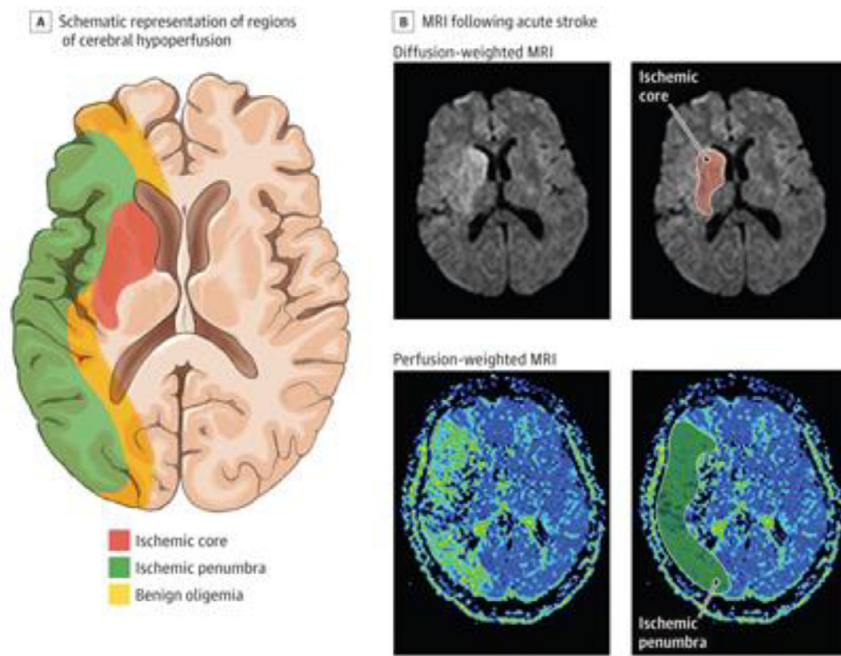 A Schematic representation of regions
of cerebral hypoperfusion
Ischemic core
Ischemic penumbra
Benign oligemia
B MRI following acute stroke
Diffusion-weighted MRI
Ischemic
core
Perfusion-weighted MRI
Ischemic
penumbra